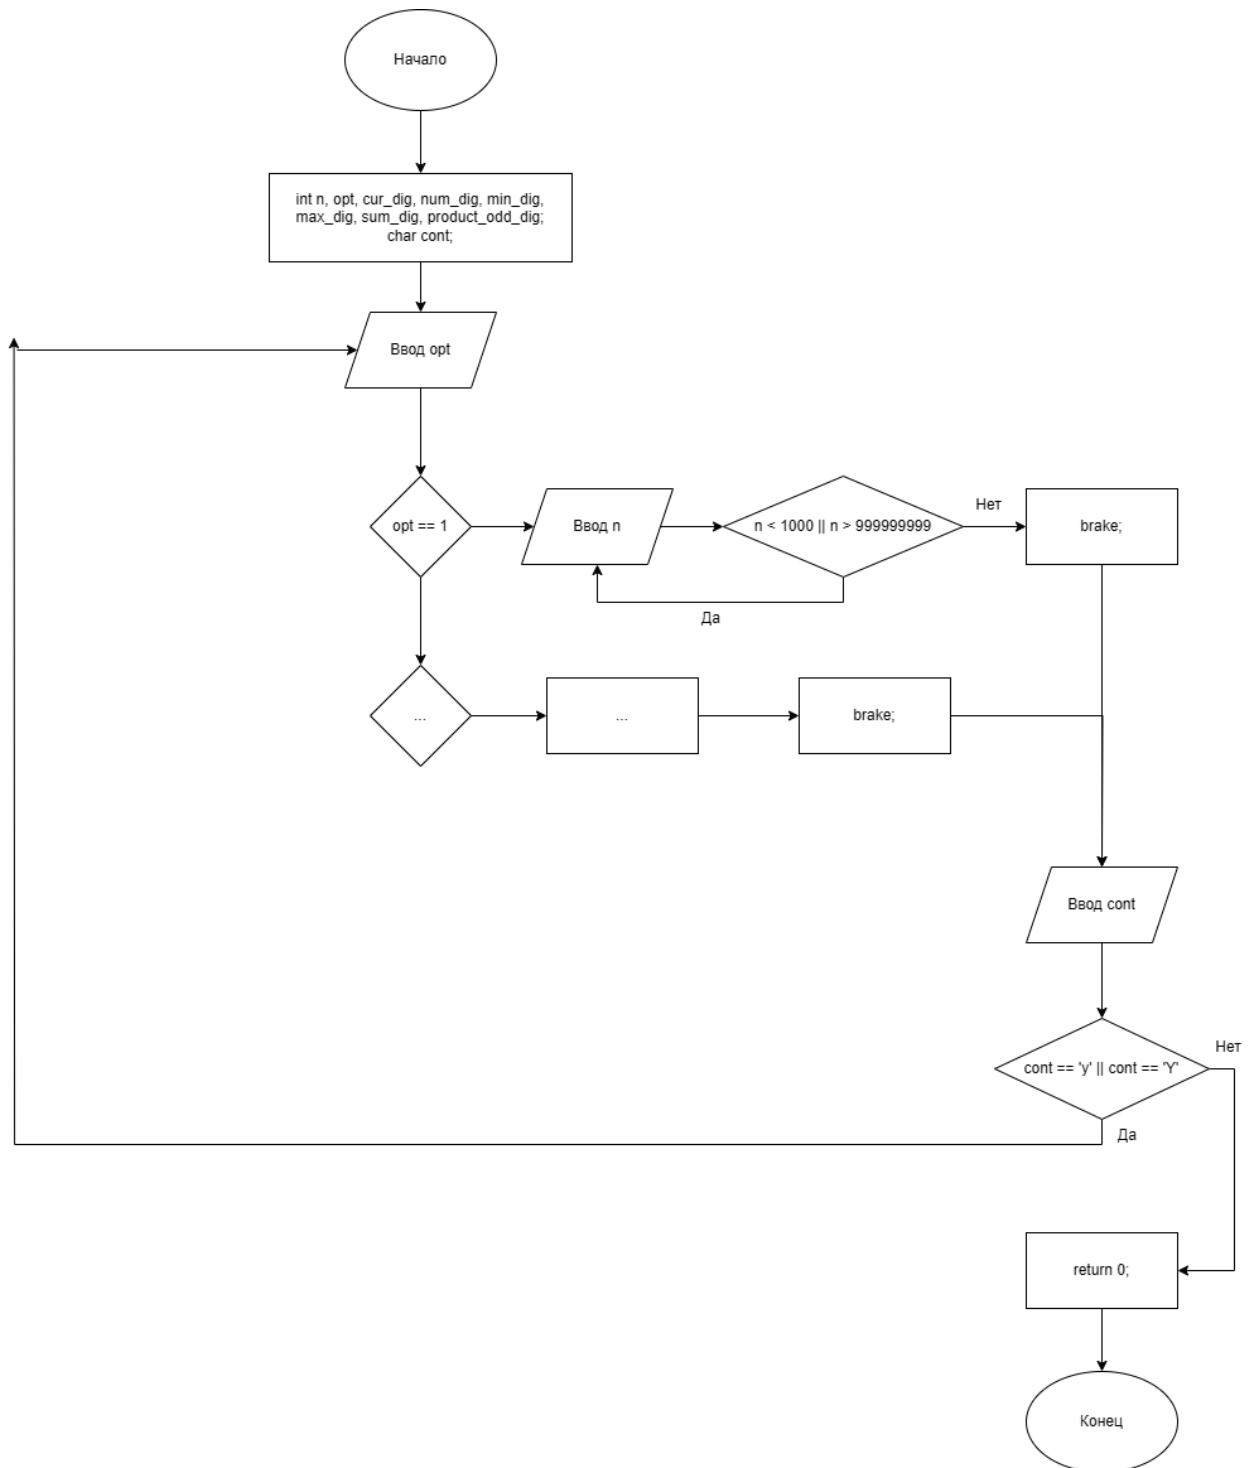 Начало
int n, opt, cur_dig, num_dig, min_dig,
max_dig, sum_dig, product_odd_dig;
char cont;
Ввод opt
opt == 1
Ввод n
n < 1000 || n > 999999999
Нет
brake;
Да
...
...
brake;
Ввод cont
cont == 'y' || cont == 'Y'
Нет
Да
return 0;
Конец